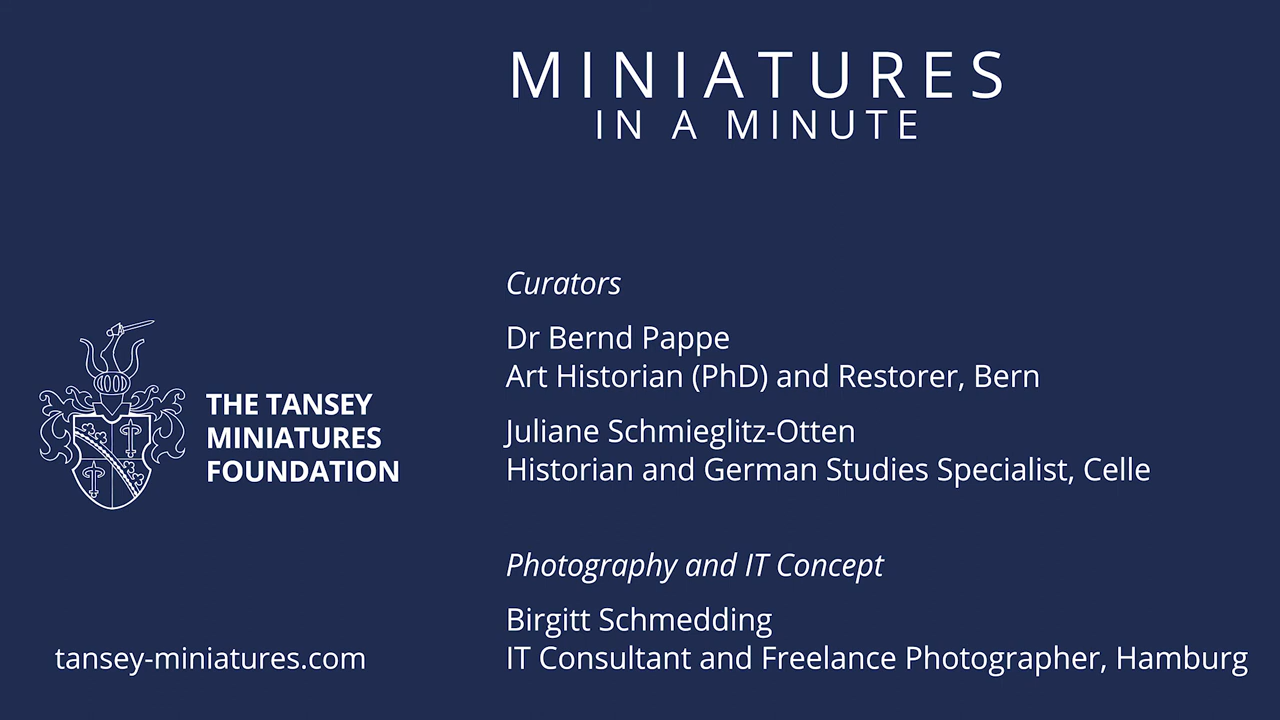 MINIATURES
IN A MINUTE
Curators
Dr Bernd Pappe
Art Historian (PhD) and Restorer, Bern
Juliane Schmieglitz-Otten
Historian and German Studies Specialist, Celle
Photography and IT Concept
Birgitt Schmedding
IT Consultant and Freelance Photographer, Hamburg
THE TANSEY
MINIATURES
FOUNDATION
tansey-miniatures.com